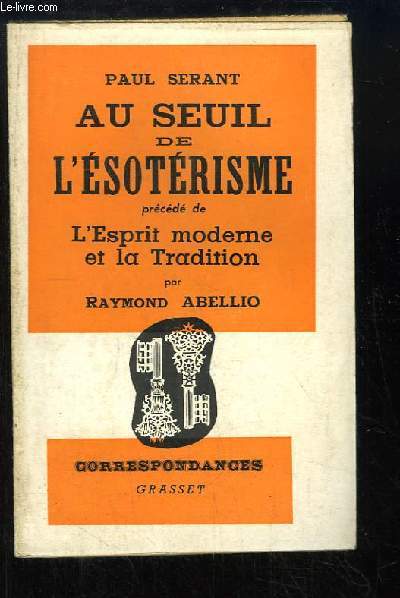 Le-livre.com
PAUL SERANT
AU SEUIL
DE
L'ÉSOTÉRISME
précédé de
L'Esprit moderne
et la Tradition
par
RAYMOND ABELLIO
CORRESPONDANCES
GRASSET